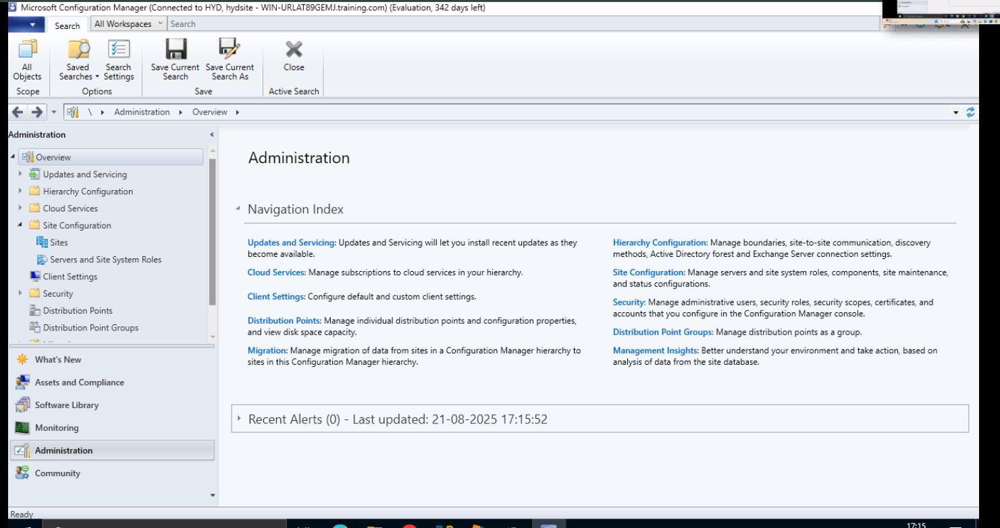 Microsoft Configuration Manager (Connected to HYD, hydsite - WIN-URLAT89GEMJ.training.com) (Evaluation, 342 days left)
Search
All Workspaces
Search
All Objects
Saved Searches
Search Settings
Save Current Search
Save Current Search As
Close
Scope
Options
Save
Active Search
\ Administration Overview
Administration
Overview
Updates and Servicing
Hierarchy Configuration
Cloud Services
Site Configuration
Sites
Servers and Site System Roles
Client Settings
Security
Distribution Points
Distribution Point Groups
What's New
Assets and Compliance
Software Library
Monitoring
Administration
Community
Administration
Navigation Index
Updates and Servicing: Updates and Servicing will let you install recent updates as they
become available.
Cloud Services: Manage subscriptions to cloud services in your hierarchy.
Client Settings: Configure default and custom client settings.
Distribution Points: Manage individual distribution points and configuration properties,
and view disk space capacity.
Migration: Manage migration of data from sites in a Configuration Manager hierarchy to
sites in this Configuration Manager hierarchy.
Hierarchy Configuration: Manage boundaries, site-to-site communication, discovery
methods, Active Directory forest and Exchange Server connection settings.
Site Configuration: Manage servers and site system roles, components, site maintenance,
and status configurations.
Security: Manage administrative users, security roles, security scopes, certificates, and
accounts that you configure in the Configuration Manager console.
Distribution Point Groups: Manage distribution points as a group.
Management Insights: Better understand your environment and take action, based on
analysis of data from the site database.
Recent Alerts (0) - Last updated: 21-08-2025 17:15:52
Ready
17:15